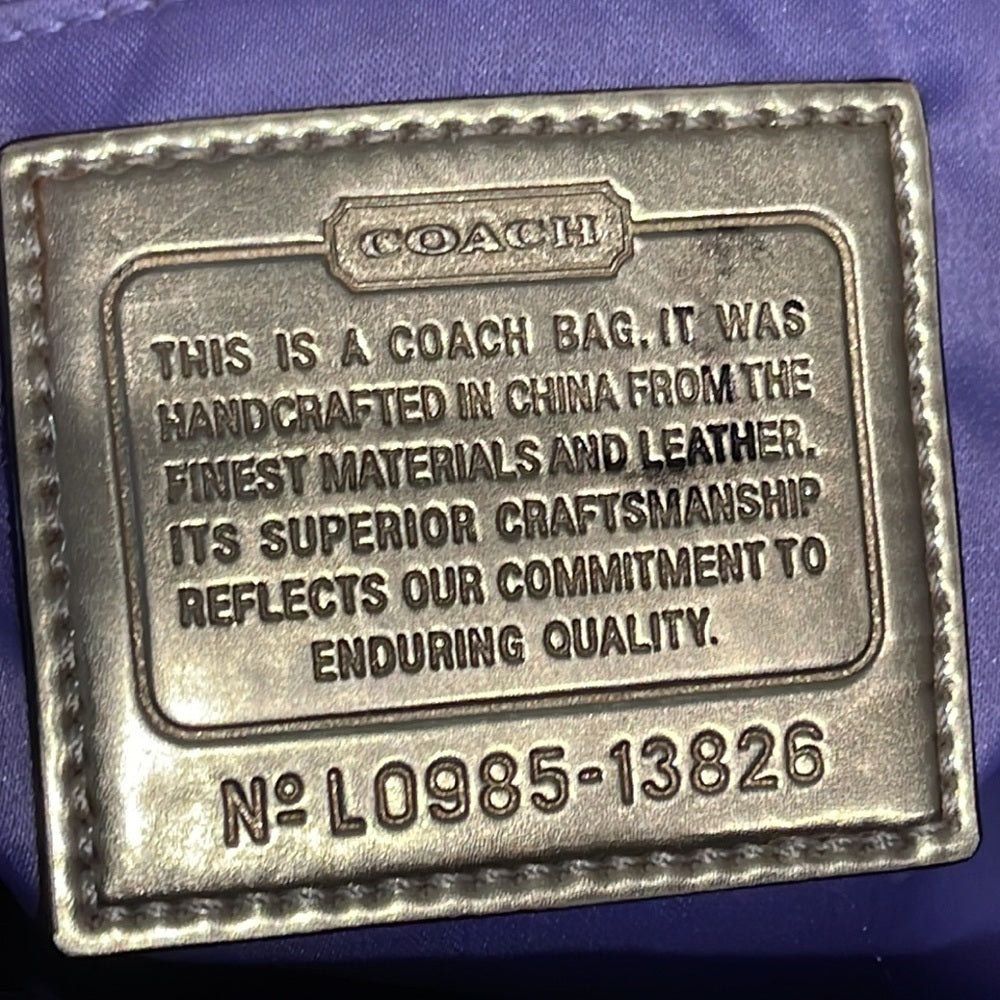 COACH
THIS IS A COACH BAG. IT WAS
HANDCRAFTED IN CHINA FROM THE
FINEST MATERIALS AND LEATHER.
ITS SUPERIOR CRAFTSMANSHIP
REFLECTS OUR COMMITMENT TO
ENDURING QUALITY.
Nº L0985-13826